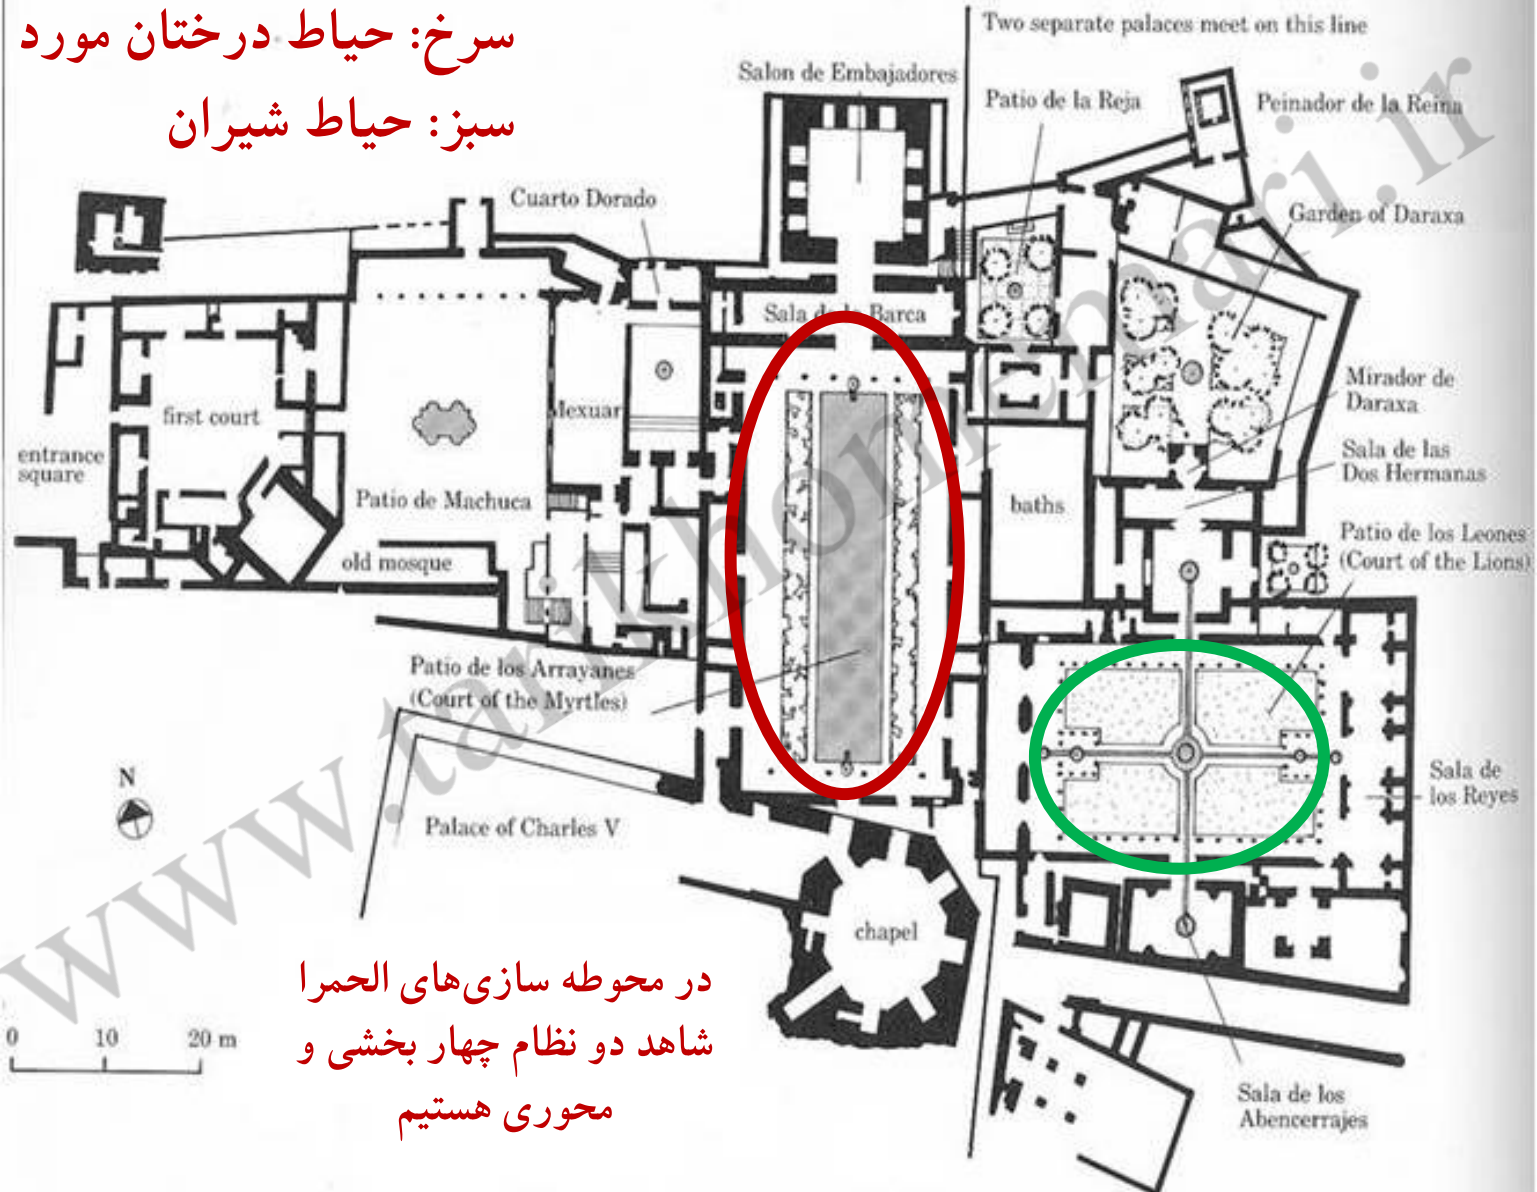 سرخ: حیاط درختان مورد
سبز: حیاط شیران
Two separate palaces meet on this line
Salon de Embajadores
Patio de la Reja
Peinador de la Reina
Cuarto Dorado
Garden of Daraxa
Sala de la Barca
Mirador de
Daraxa
first court
Mexuar
entrance
square
Sala de las
Dos Hermanas
Patio de Machuca
baths
Patio de los Leones
(Court of the Lions)
old mosque
Patio de los Arrayanes
(Court of the Myrtles)
N
Sala de
los Reyes
Palace of Charles V
chapel
در محوطه سازی‌های الحمرا
شاهد دو نظام چهار بخشی و
محوری هستیم
0 10 20 m
Sala de los
Abencerrajes
www.tarikhomemari.ir